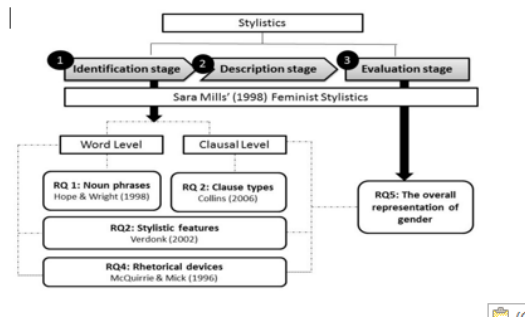 Stylistics
1 Identification stage
2 Description stage
3 Evaluation stage
Sara Mills' (1998) Feminist Stylistics
Word Level
Clausal Level
RQ 1: Noun phrases
Hope & Wright (1998)
RQ 2: Clause types
Collins (2006)
RQ5: The overall
representation of
gender
RQ2: Stylistic features
Verdonk (2002)
RQ4: Rhetorical devices
McQuirrie & Mick (1996)